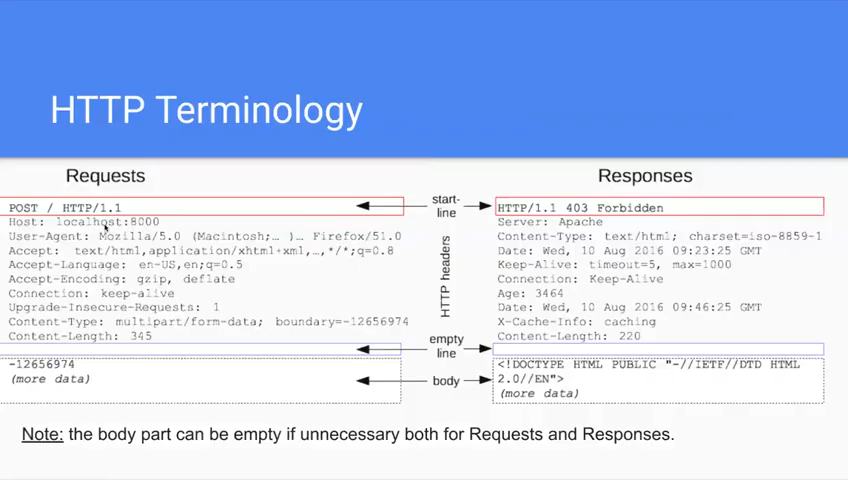 HTTP Terminology
Requests
POST / HTTP/1.1
Host: localhost:8000
User-Agent: Mozilla/5.0 (Macintosh;… )… Firefox/51.0
Accept: text/html,application/xhtml+xml,…,*/*;q=0.8
Accept-Language: en-US,en;q=0.5
Accept-Encoding: gzip, deflate
Connection: keep-alive
Upgrade-Insecure-Requests: 1
Content-Type: multipart/form-data; boundary=-12656974
Content-Length: 345
-12656974
(more data)
start-
line
HTTP headers
empty
line
body
Responses
HTTP/1.1 403 Forbidden
Server: Apache
Content-Type: text/html; charset=iso-8859-1
Date: Wed, 10 Aug 2016 09:23:25 GMT
Keep-Alive: timeout=5, max=1000
Connection: Keep-Alive
Age: 3464
Date: Wed, 10 Aug 2016 09:46:25 GMT
X-Cache-Info: caching
Content-Length: 220
<!DOCTYPE HTML PUBLIC "-//IETF//DTD HTML
2.0//EN">
(more data)
Note: the body part can be empty if unnecessary both for Requests and Responses.